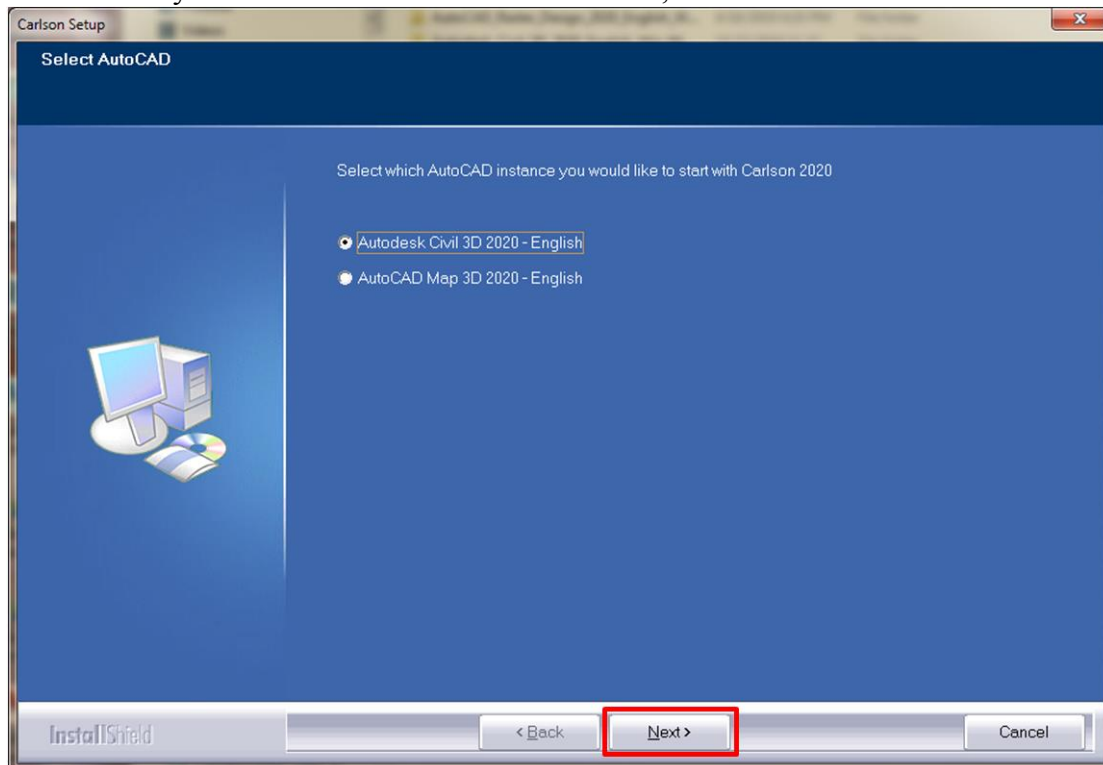 Carlson Setup
Select AutoCAD
Select which AutoCAD instance you would like to start with Carlson 2020
Autodesk Civil 3D 2020 - English
AutoCAD Map 3D 2020 - English
InstallShield
< Back
Next >
Cancel